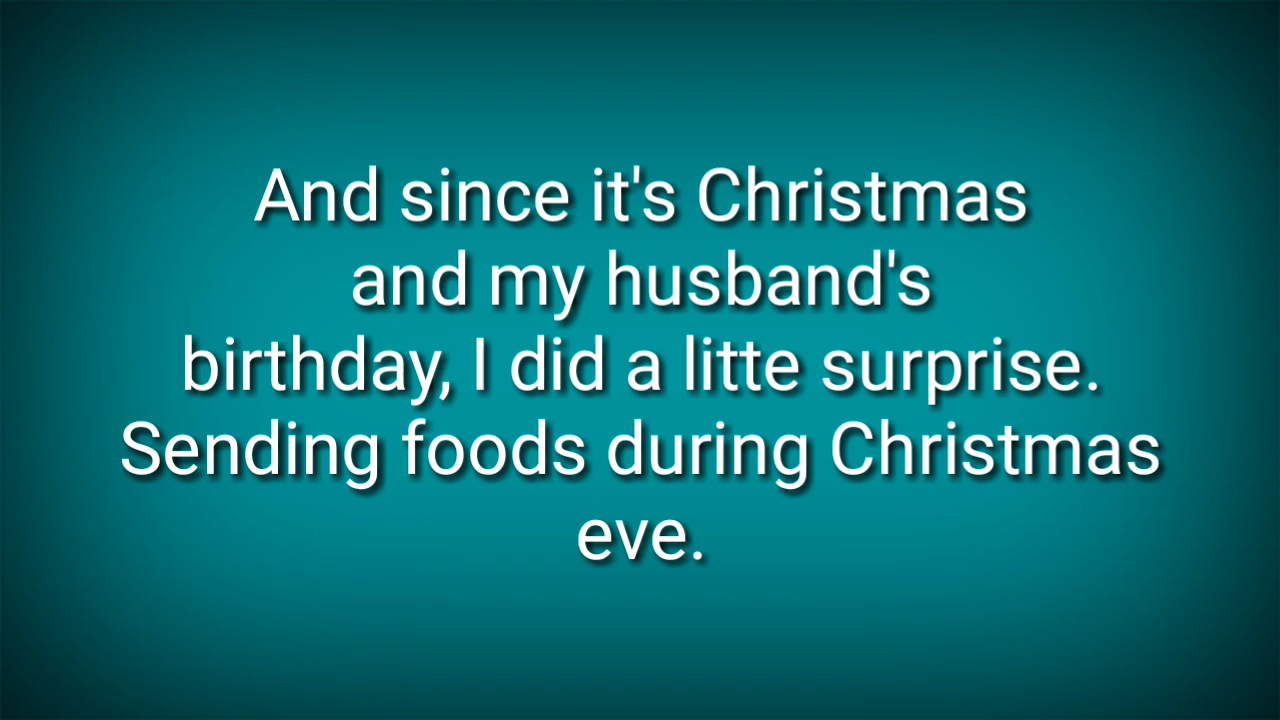 And since it's Christmas
and my husband's
birthday, I did a litte surprise.
Sending foods during Christmas
eve.